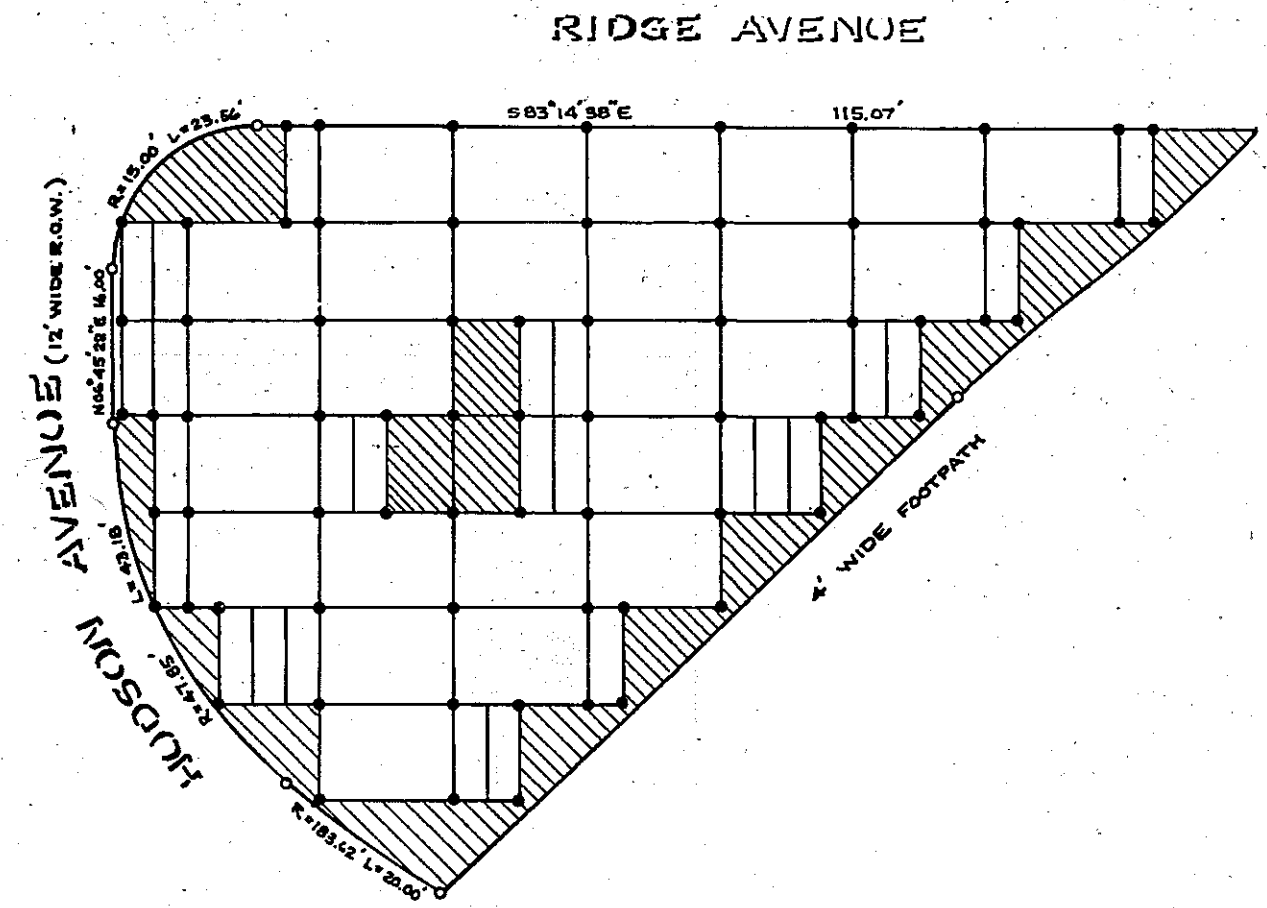 RIDGE AVENUE
S83°14'38"E 115.07'
R=15.00' L=23.56'
N06°45'22"E 16.00'
HUDSON AVENUE (12' WIDE R.O.W.)
L=43.18'
R=47.85'
R=183.62' L=20.00'
4' WIDE FOOTPATH